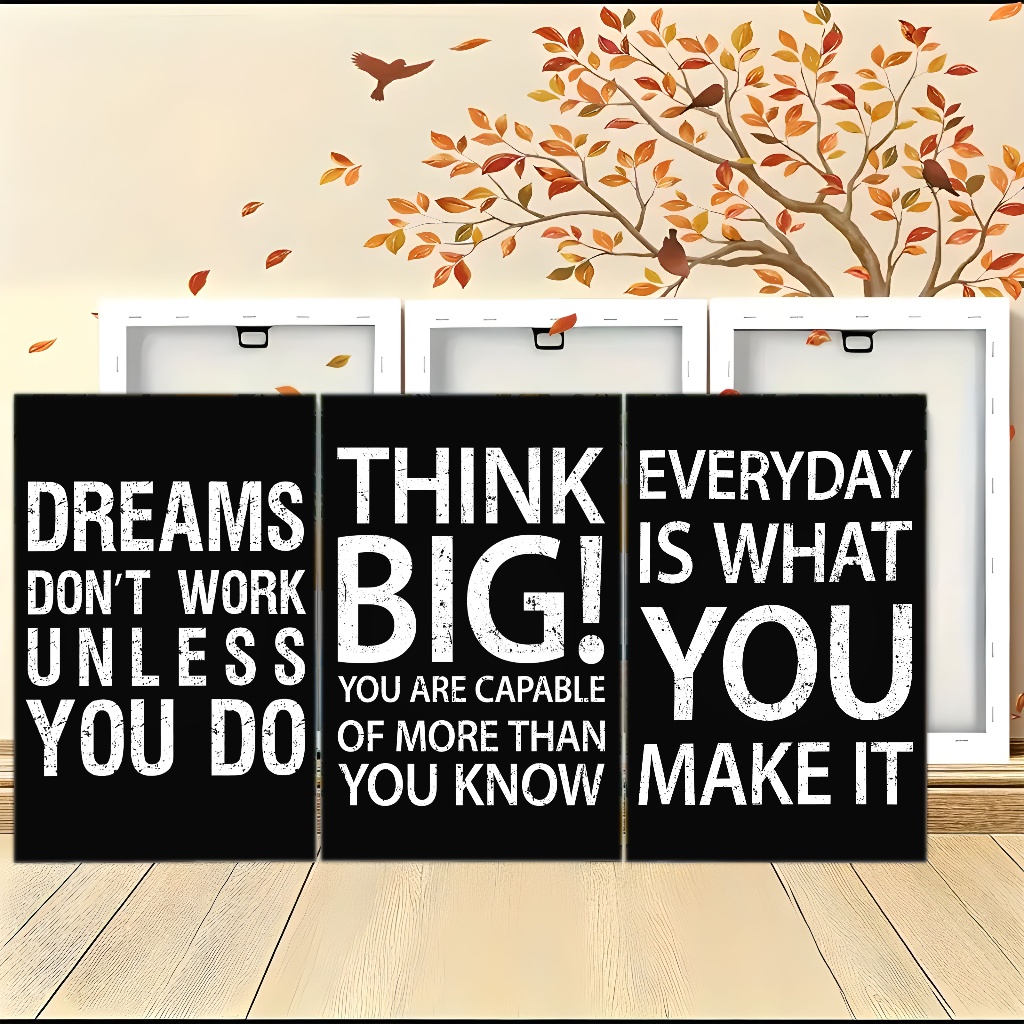 DREAMS
DON'T WORK
UNLESS
YOU DO
THINK
BIG!
YOU ARE CAPABLE
OF MORE THAN
YOU KNOW
EVERYDAY
IS WHAT
YOU
MAKE IT